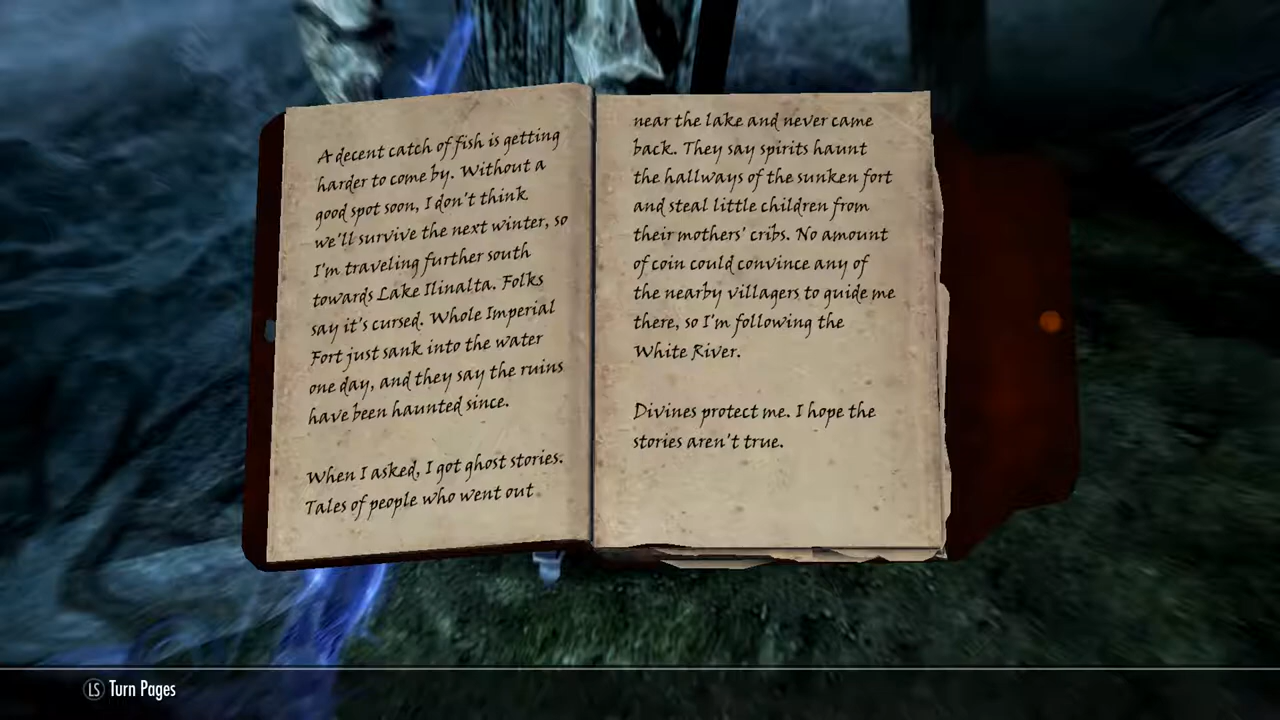 A decent catch of fish is getting
harder to come by. Without a
good spot soon, I don't think
we'll survive the next winter, so
I'm traveling further south
towards Lake Ilinalta. Folks
say it's cursed. Whole Imperial
Fort just sank into the water
one day, and they say the ruins
have been haunted since.
When I asked, I got ghost stories.
Tales of people who went out
near the lake and never came
back. They say spirits haunt
the hallways of the sunken fort
and steal little children from
their mothers' cribs. No amount
of coin could convince any of
the nearby villagers to guide me
there, so I'm following the
White River.
Divines protect me. I hope the
stories aren't true.
LS Turn Pages